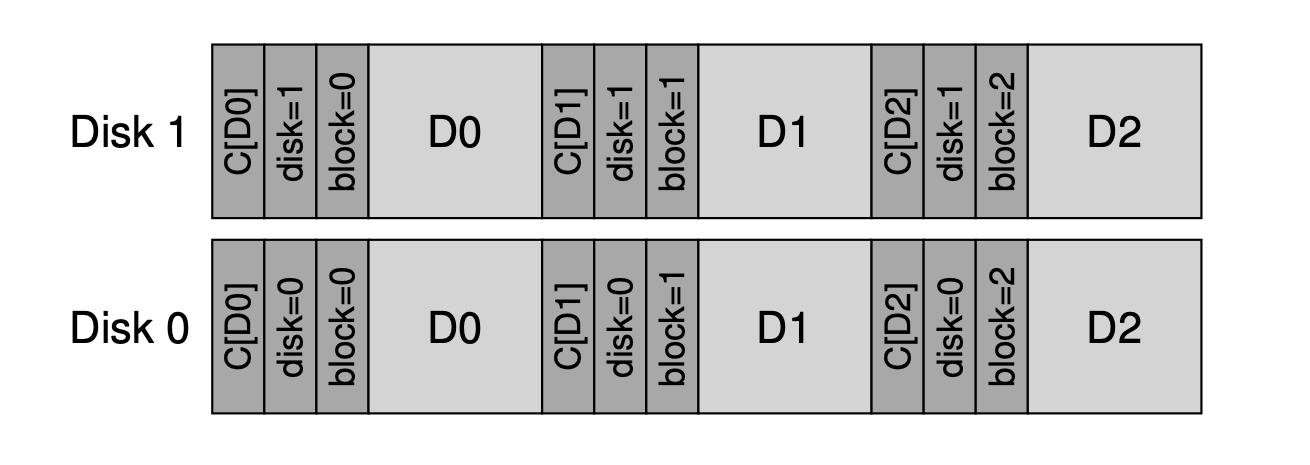 Disk 1 C[D0] disk=1 block=0 D0 C[D1] disk=1 block=1 D1 C[D2] disk=1 block=2 D2
Disk 0 C[D0] disk=0 block=0 D0 C[D1] disk=0 block=1 D1 C[D2] disk=0 block=2 D2